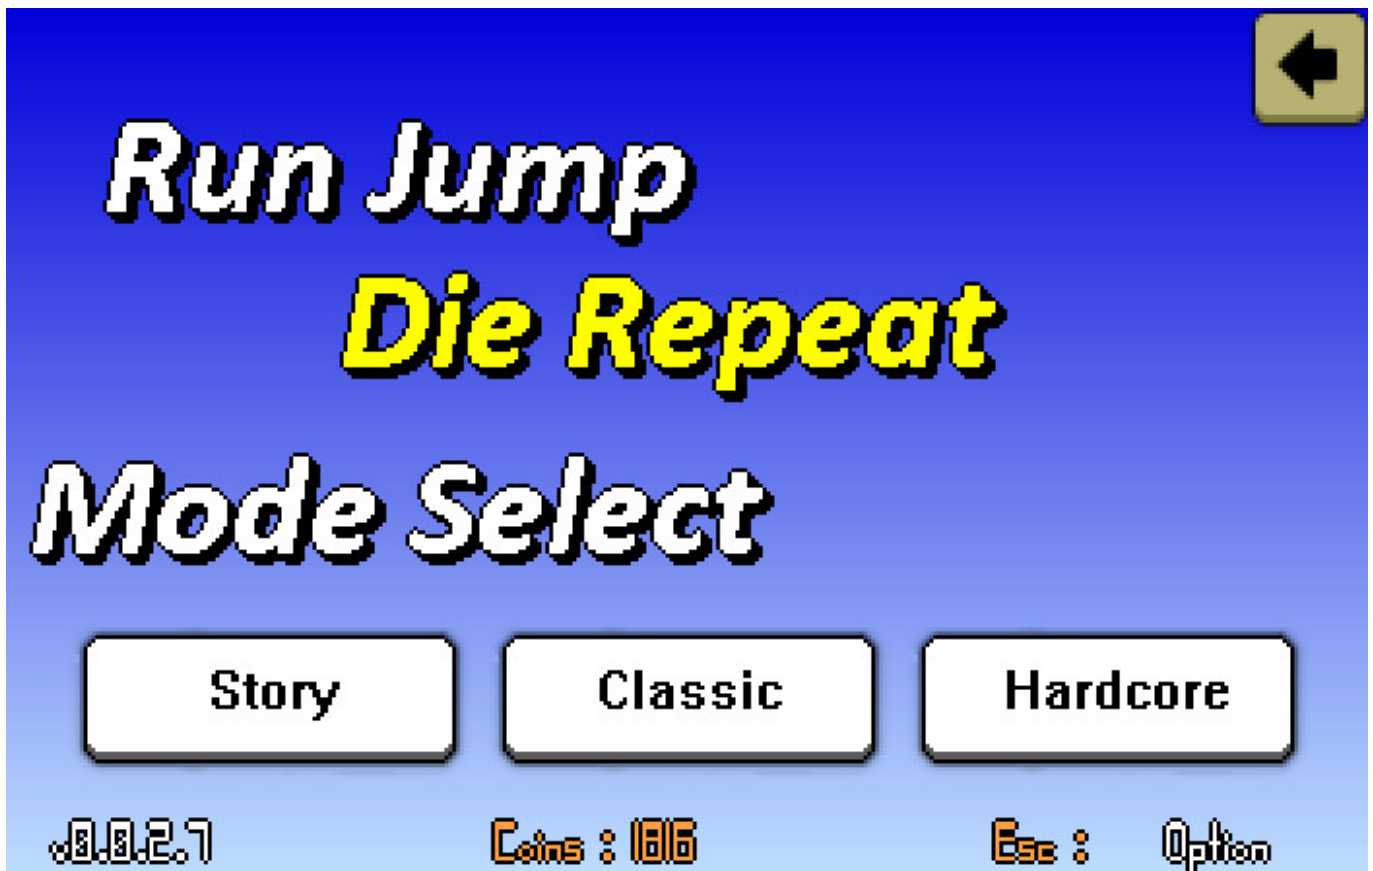 Run Jump
Die Repeat
Mode Select
Story Classic Hardcore
v0.0.2.7 Coins : 1816 Esc : Option